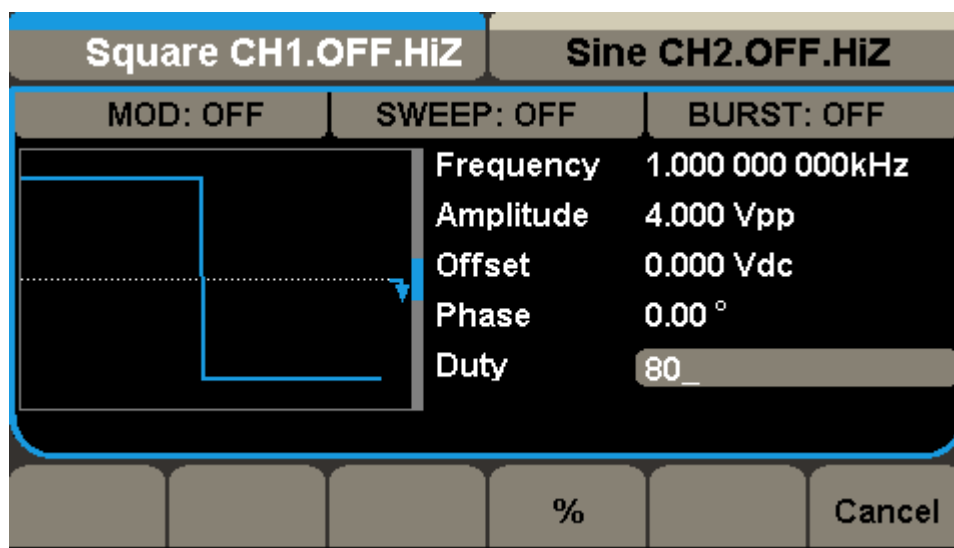 Square CH1.OFF.HiZ Sine CH2.OFF.HiZ
MOD: OFF SWEEP: OFF BURST: OFF
Frequency 1.000 000 000kHz
Amplitude 4.000 Vpp
Offset 0.000 Vdc
Phase 0.00 °
Duty 80_
% Cancel